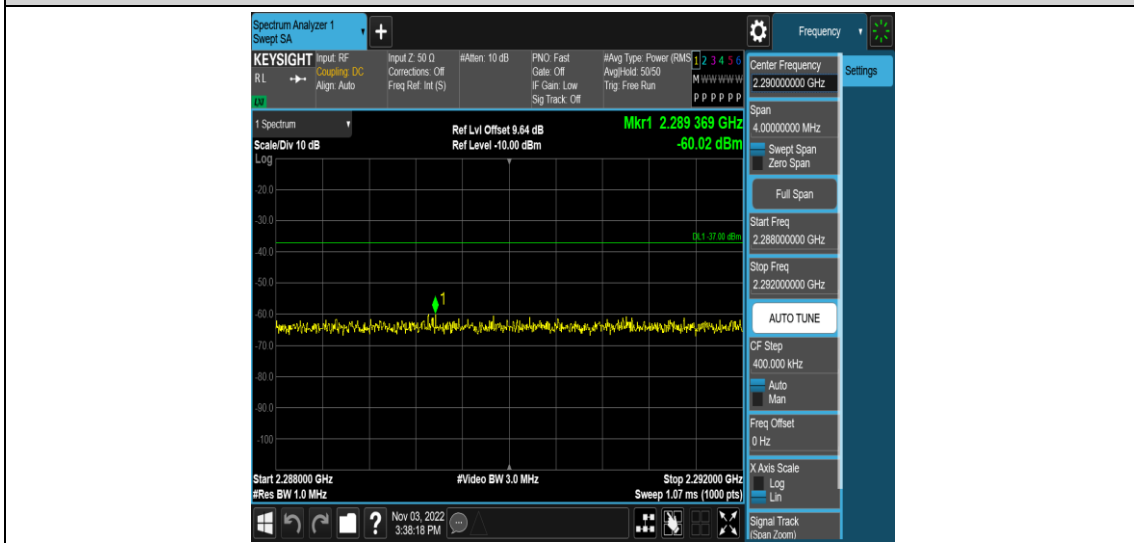 Spectrum Analyzer 1
Swept SA
+
Frequency
KEYSIGHT
RL
LXI
Input: RF
Coupling: DC
Align: Auto
Input Z: 50 Ω
Corrections: Off
Freq Ref: Int (S)
#Atten: 10 dB
PNO: Fast
Gate: Off
IF Gain: Low
Sig Track: Off
#Avg Type: Power (RMS
Avg|Hold: 50/50
Trig: Free Run
1 2 3 4 5 6
M W W W W W
P P P P P P
Center Frequency
2.290000000 GHz
Settings
Span
4.00000000 MHz
Swept Span
Zero Span
Full Span
Start Freq
2.288000000 GHz
Stop Freq
2.292000000 GHz
AUTO TUNE
CF Step
400.000 kHz
Auto
Man
Freq Offset
0 Hz
X Axis Scale
Log
Lin
Signal Track
(Span Zoom)
1 Spectrum
Scale/Div 10 dB
Ref Lvl Offset 9.64 dB
Ref Level -10.00 dBm
Mkr1 2.289 369 GHz
-60.02 dBm
Log
-20.0
-30.0
DL1 -37.00 dBm
-40.0
-50.0
1
-60.0
-70.0
-80.0
-90.0
-100
Start 2.288000 GHz
#Video BW 3.0 MHz
Stop 2.292000 GHz
#Res BW 1.0 MHz
Sweep 1.07 ms (1000 pts)
?
Nov 03, 2022
3:38:18 PM